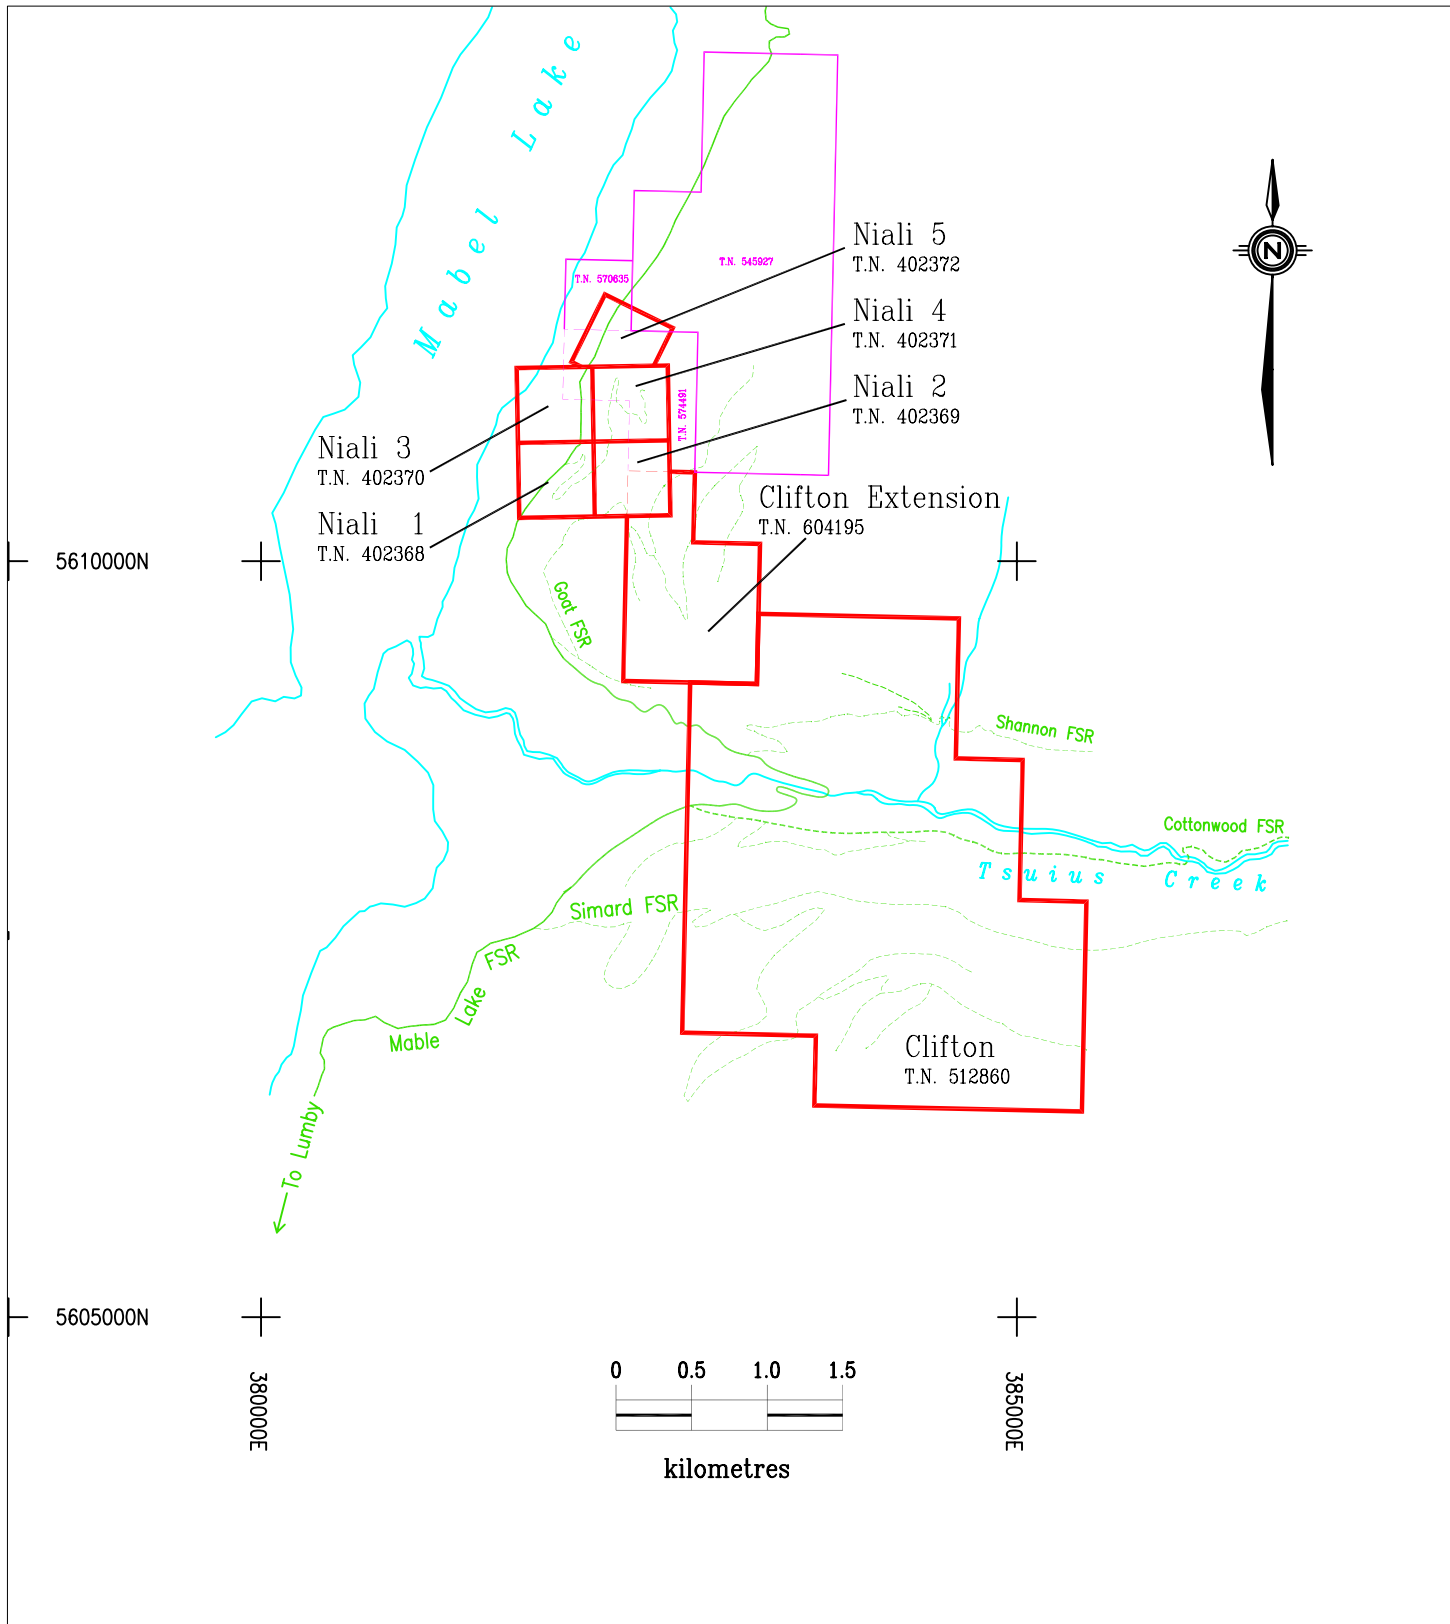 Mabel Lake
N
Niali 5
T.N. 402372
T.N. 545927
T.N. 570635
Niali 4
T.N. 402371
Niali 2
T.N. 402369
T.N. 574491
Niali 3
T.N. 402370
Clifton Extension
T.N. 604195
Niali 1
T.N. 402368
5610000N
Goat FSR
Shannon FSR
Cottonwood FSR
Tsuius Creek
Simard FSR
Mable Lake FSR
Clifton
T.N. 512860
To Lumby
5605000N
0 0.5 1.0 1.5
380000E
385000E
kilometres